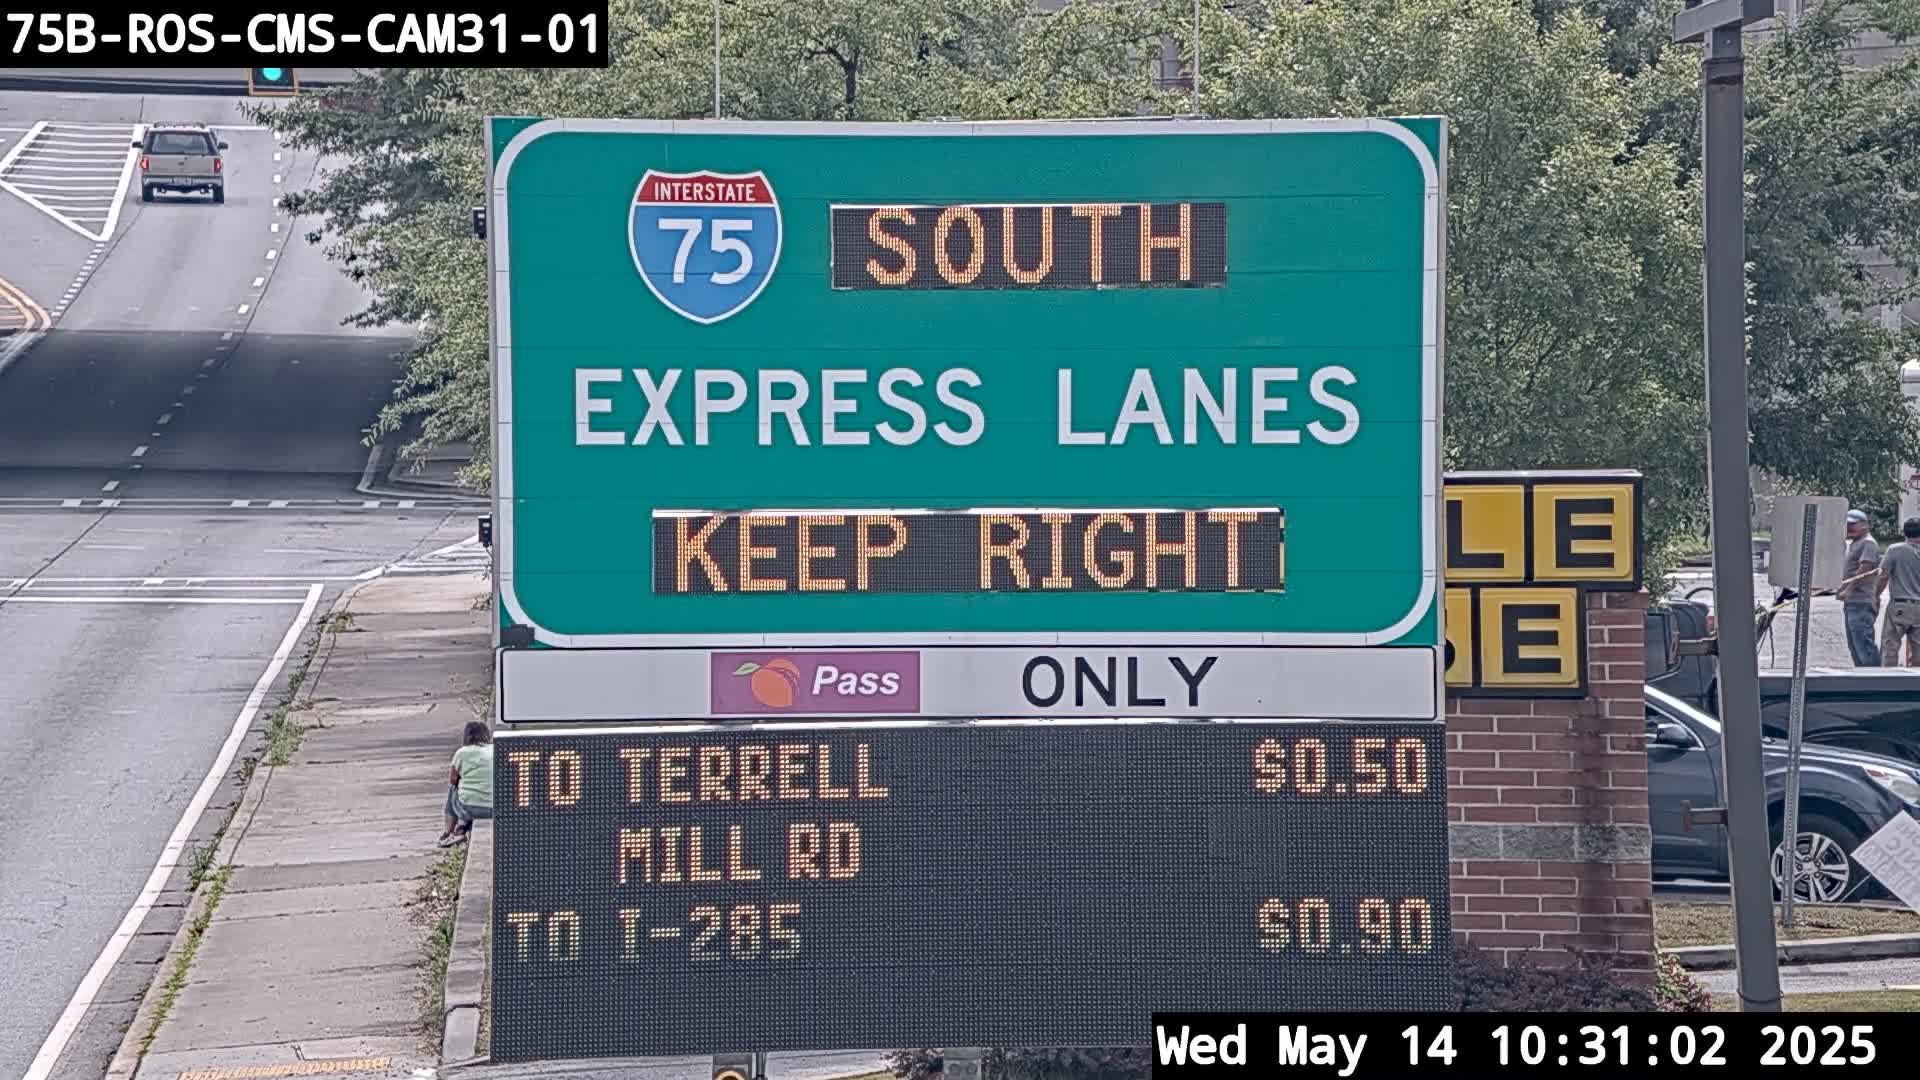 75B-ROS-CMS-CAM31-01
INTERSTATE
75
SOUTH
EXPRESS LANES
KEEP RIGHT
LE
E
Pass ONLY
TO TERRELL $0.50
MILL RD
TO I-285 $0.90
Wed May 14 10:31:02 2025